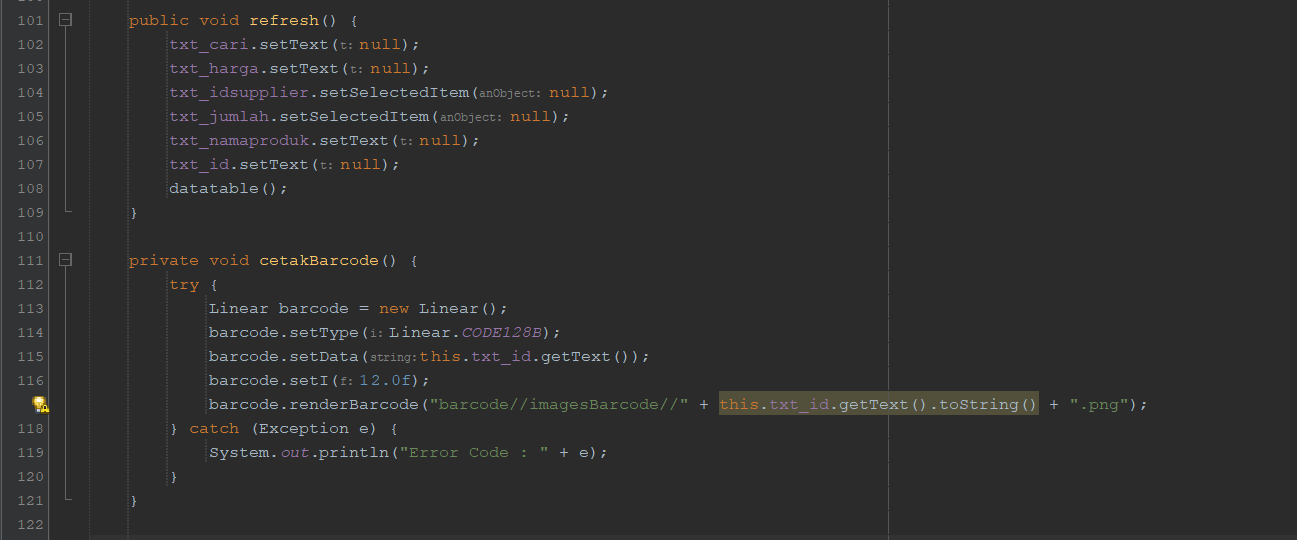 101 public void refresh() {
102 txt_cari.setText(t: null);
103 txt_harga.setText(t: null);
104 txt_idsupplier.setSelectedItem(anObject: null);
105 txt_jumlah.setSelectedItem(anObject: null);
106 txt_namaproduk.setText(t: null);
107 txt_id.setText(t: null);
108 datatable();
109 }
110
111 private void cetakBarcode() {
112 try {
113 Linear barcode = new Linear();
114 barcode.setType(i: Linear.CODE128B);
115 barcode.setData(string: this.txt_id.getText());
116 barcode.setI(f: 12.0f);
barcode.renderBarcode("barcode//imagesBarcode//" + this.txt_id.getText().toString() + ".png");
118 } catch (Exception e) {
119 System.out.println("Error Code : " + e);
120 }
121 }
122